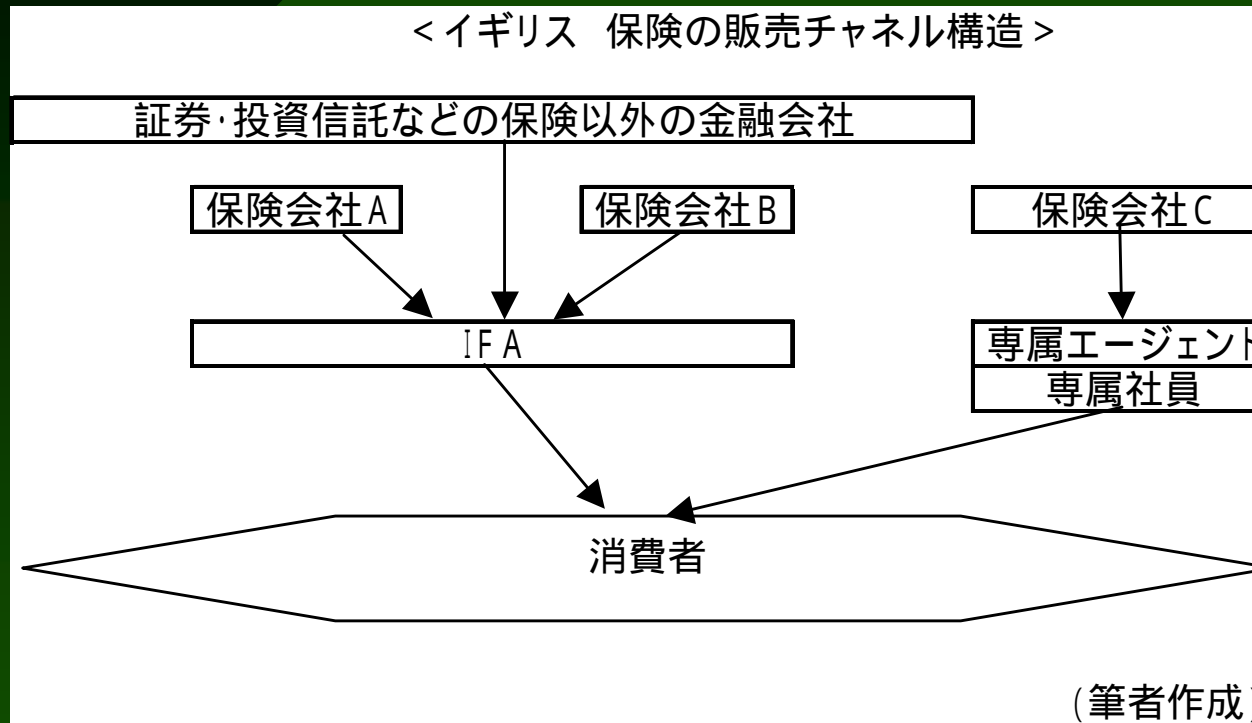 <イギリス 保険の販売チャネル構造>
証券・投資信託などの保険以外の金融会社
保険会社A
保険会社B
保険会社C
IFA
専属エージェント
専属社員
消費者
(筆者作成)